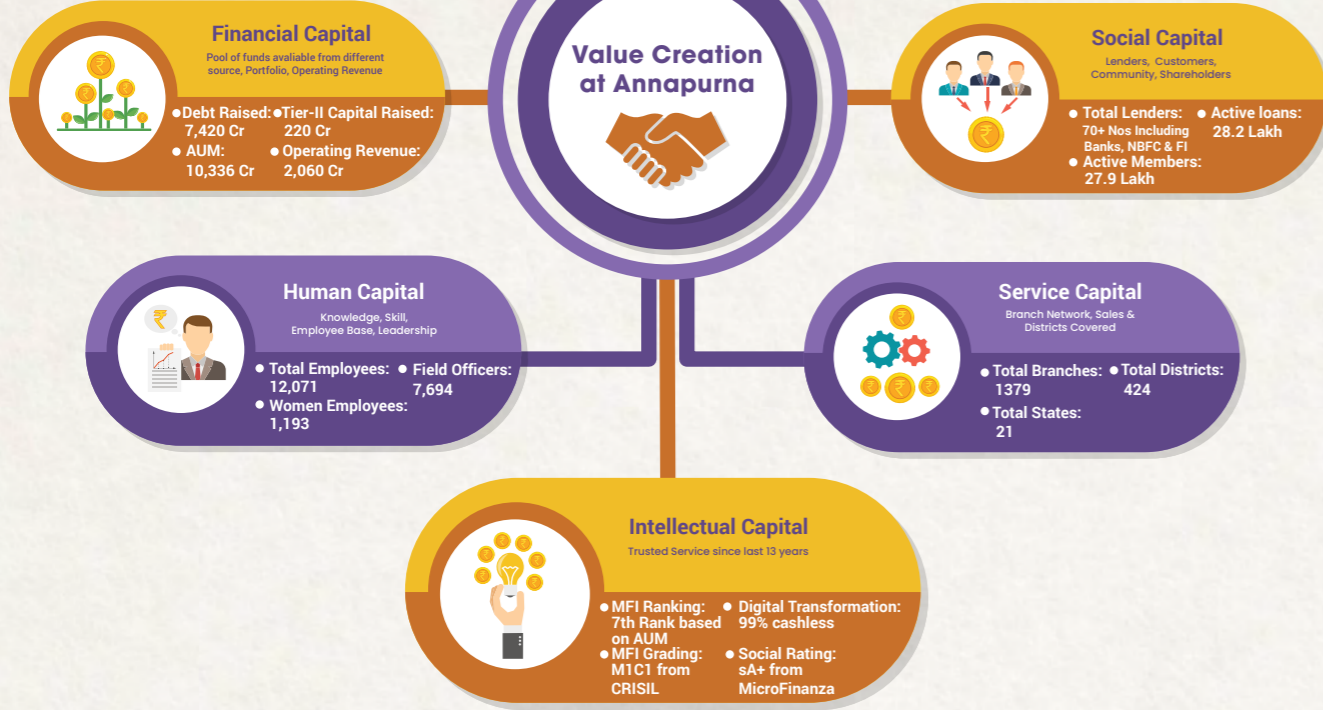 Value Creation
at Annapurna
Financial Capital
Pool of funds avaliable from different
source, Portfolio, Operating Revenue
Debt Raised:
7,420 Cr
Tier-II Capital Raised:
220 Cr
AUM:
10,336 Cr
Operating Revenue:
2,060 Cr
Social Capital
Lenders, Customers,
Community, Shareholders
Total Lenders:
70+ Nos Including
Banks, NBFC & FI
Active loans:
28.2 Lakh
Active Members:
27.9 Lakh
Human Capital
Knowledge, Skill,
Employee Base, Leadership
Total Employees:
12,071
Field Officers:
7,694
Women Employees:
1,193
Service Capital
Branch Network, Sales &
Districts Covered
Total Branches:
1379
Total Districts:
424
Total States:
21
Intellectual Capital
Trusted Service since last 13 years
MFI Ranking:
7th Rank based
on AUM
Digital Transformation:
99% cashless
MFI Grading:
M1C1 from
CRISIL
Social Rating:
sA+ from
MicroFinanza